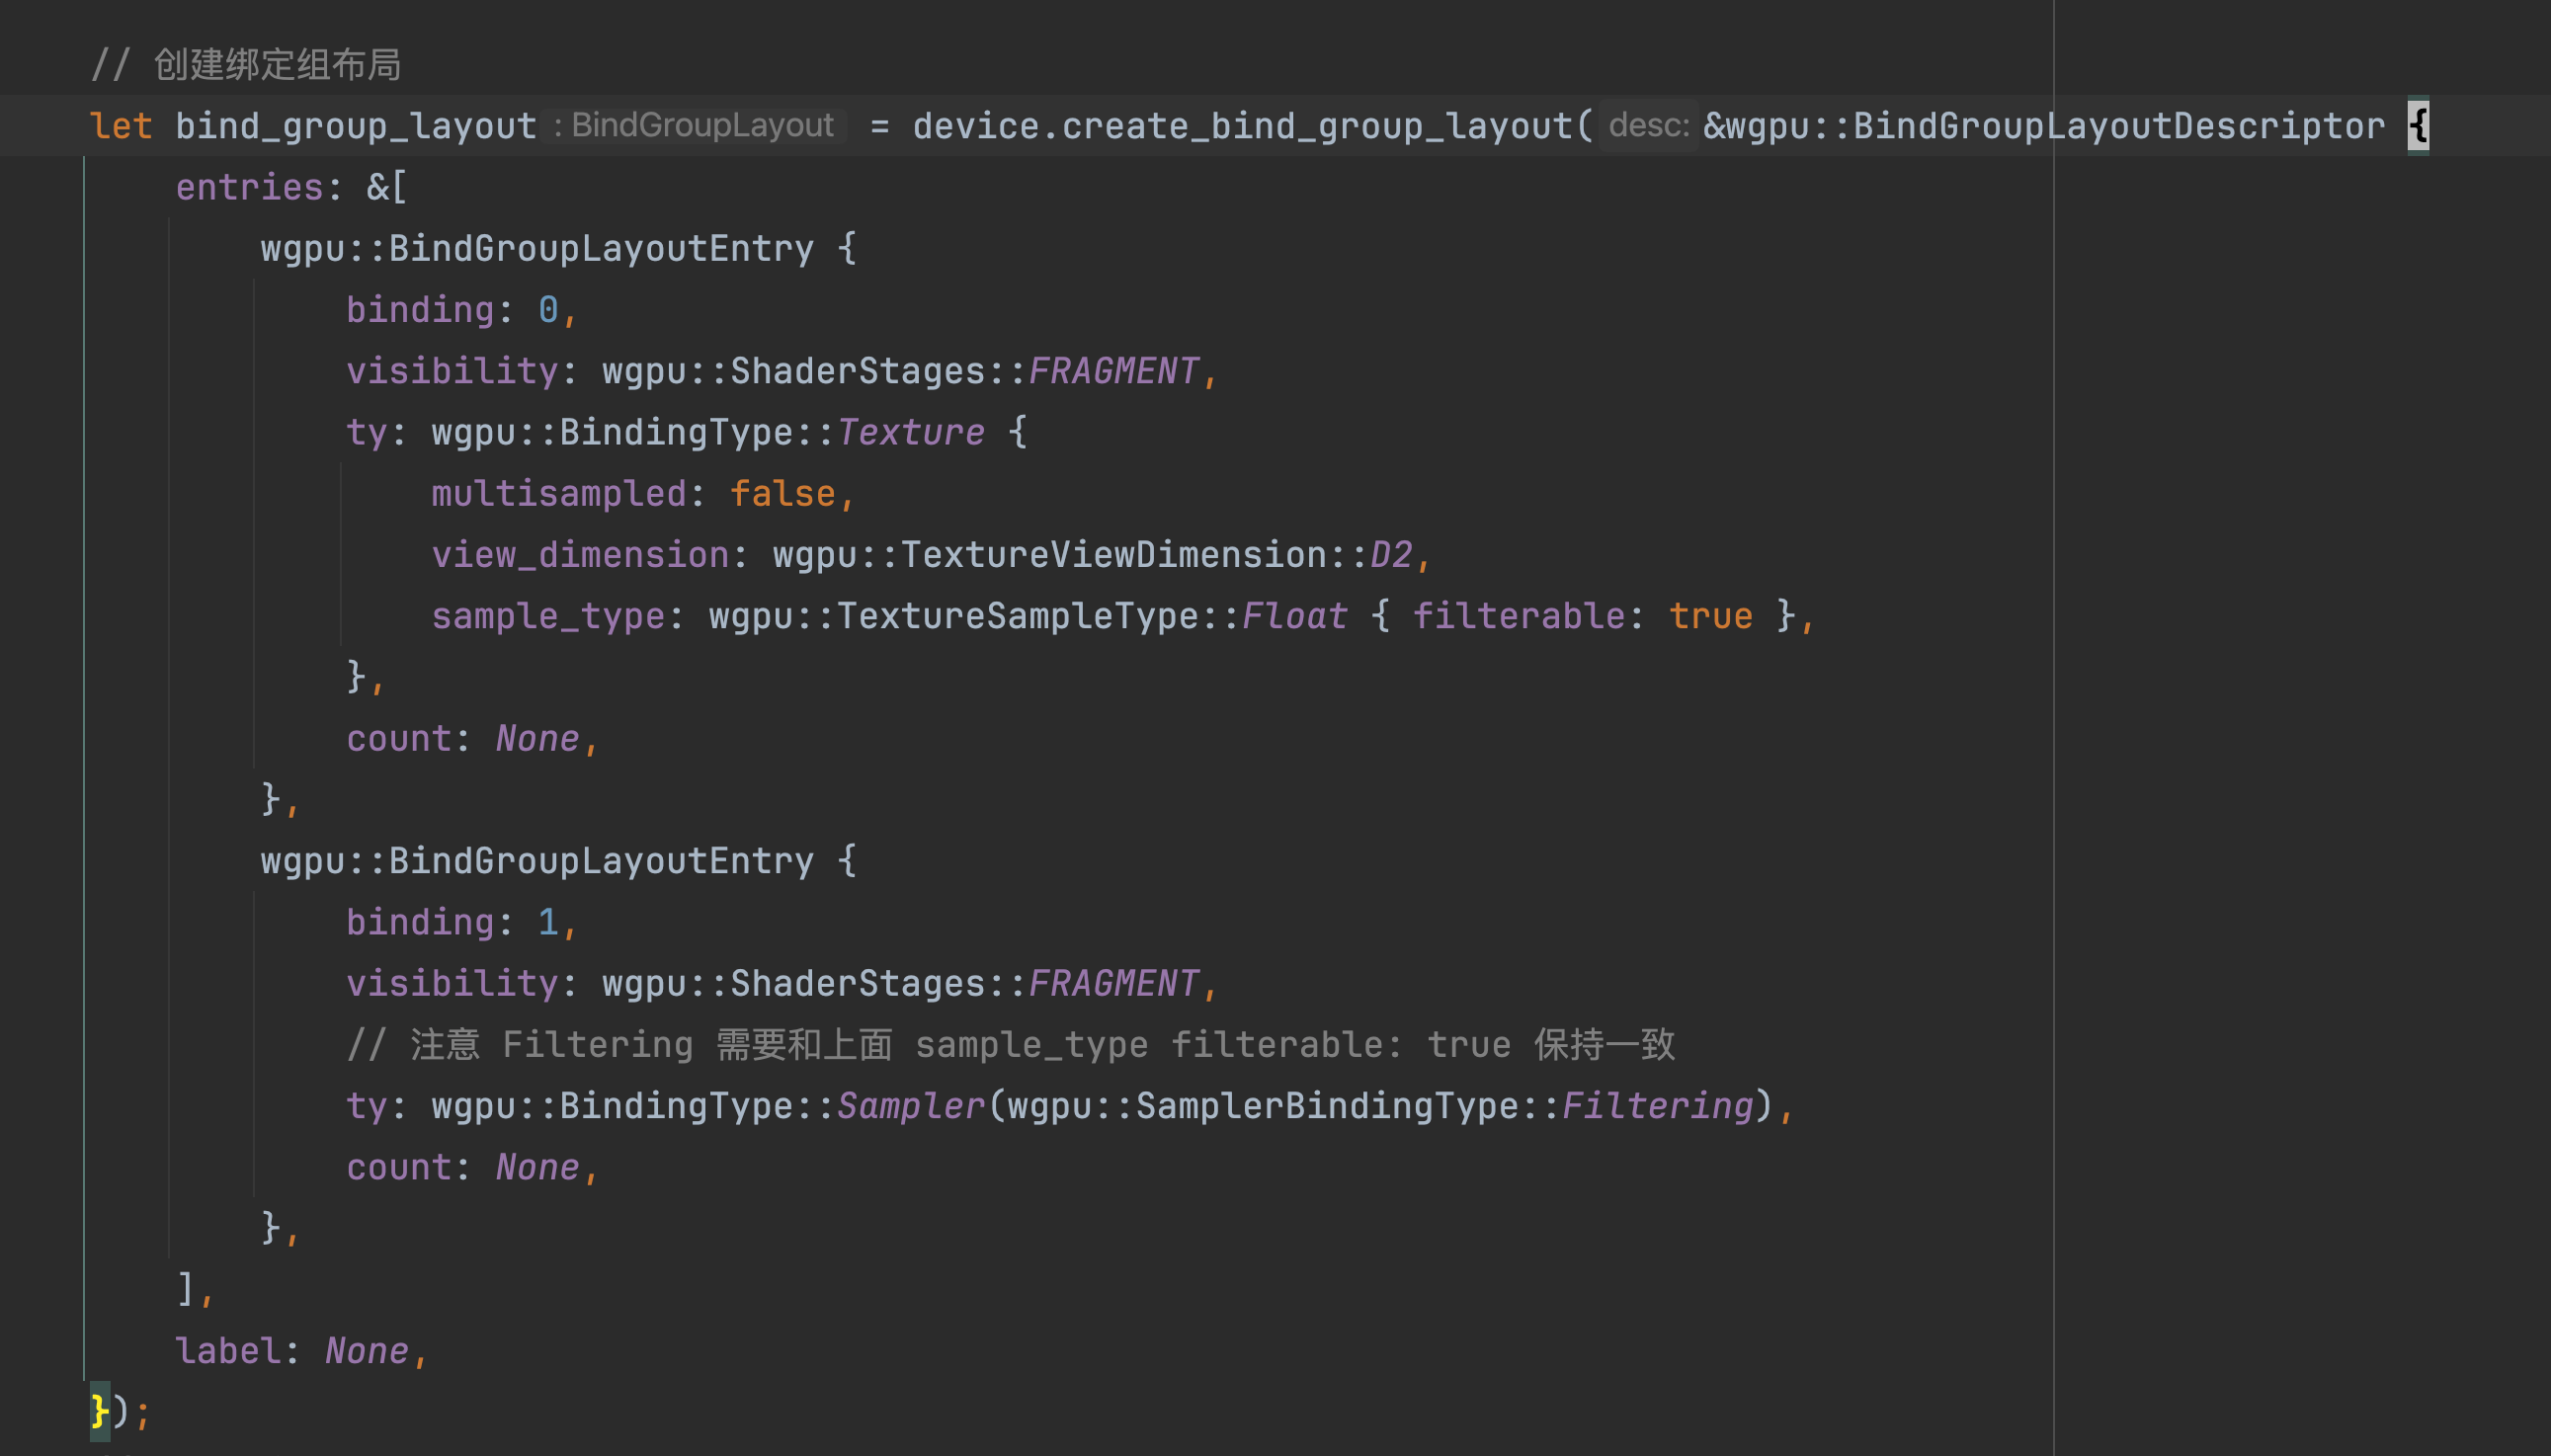 // 创建绑定组布局
let bind_group_layout : BindGroupLayout = device.create_bind_group_layout( desc: &wgpu::BindGroupLayoutDescriptor {
    entries: &[
        wgpu::BindGroupLayoutEntry {
            binding: 0,
            visibility: wgpu::ShaderStages::FRAGMENT,
            ty: wgpu::BindingType::Texture {
                multisampled: false,
                view_dimension: wgpu::TextureViewDimension::D2,
                sample_type: wgpu::TextureSampleType::Float { filterable: true },
            },
            count: None,
        },
        wgpu::BindGroupLayoutEntry {
            binding: 1,
            visibility: wgpu::ShaderStages::FRAGMENT,
            // 注意 Filtering 需要和上面 sample_type filterable: true 保持一致
            ty: wgpu::BindingType::Sampler(wgpu::SamplerBindingType::Filtering),
            count: None,
        },
    ],
    label: None,
});